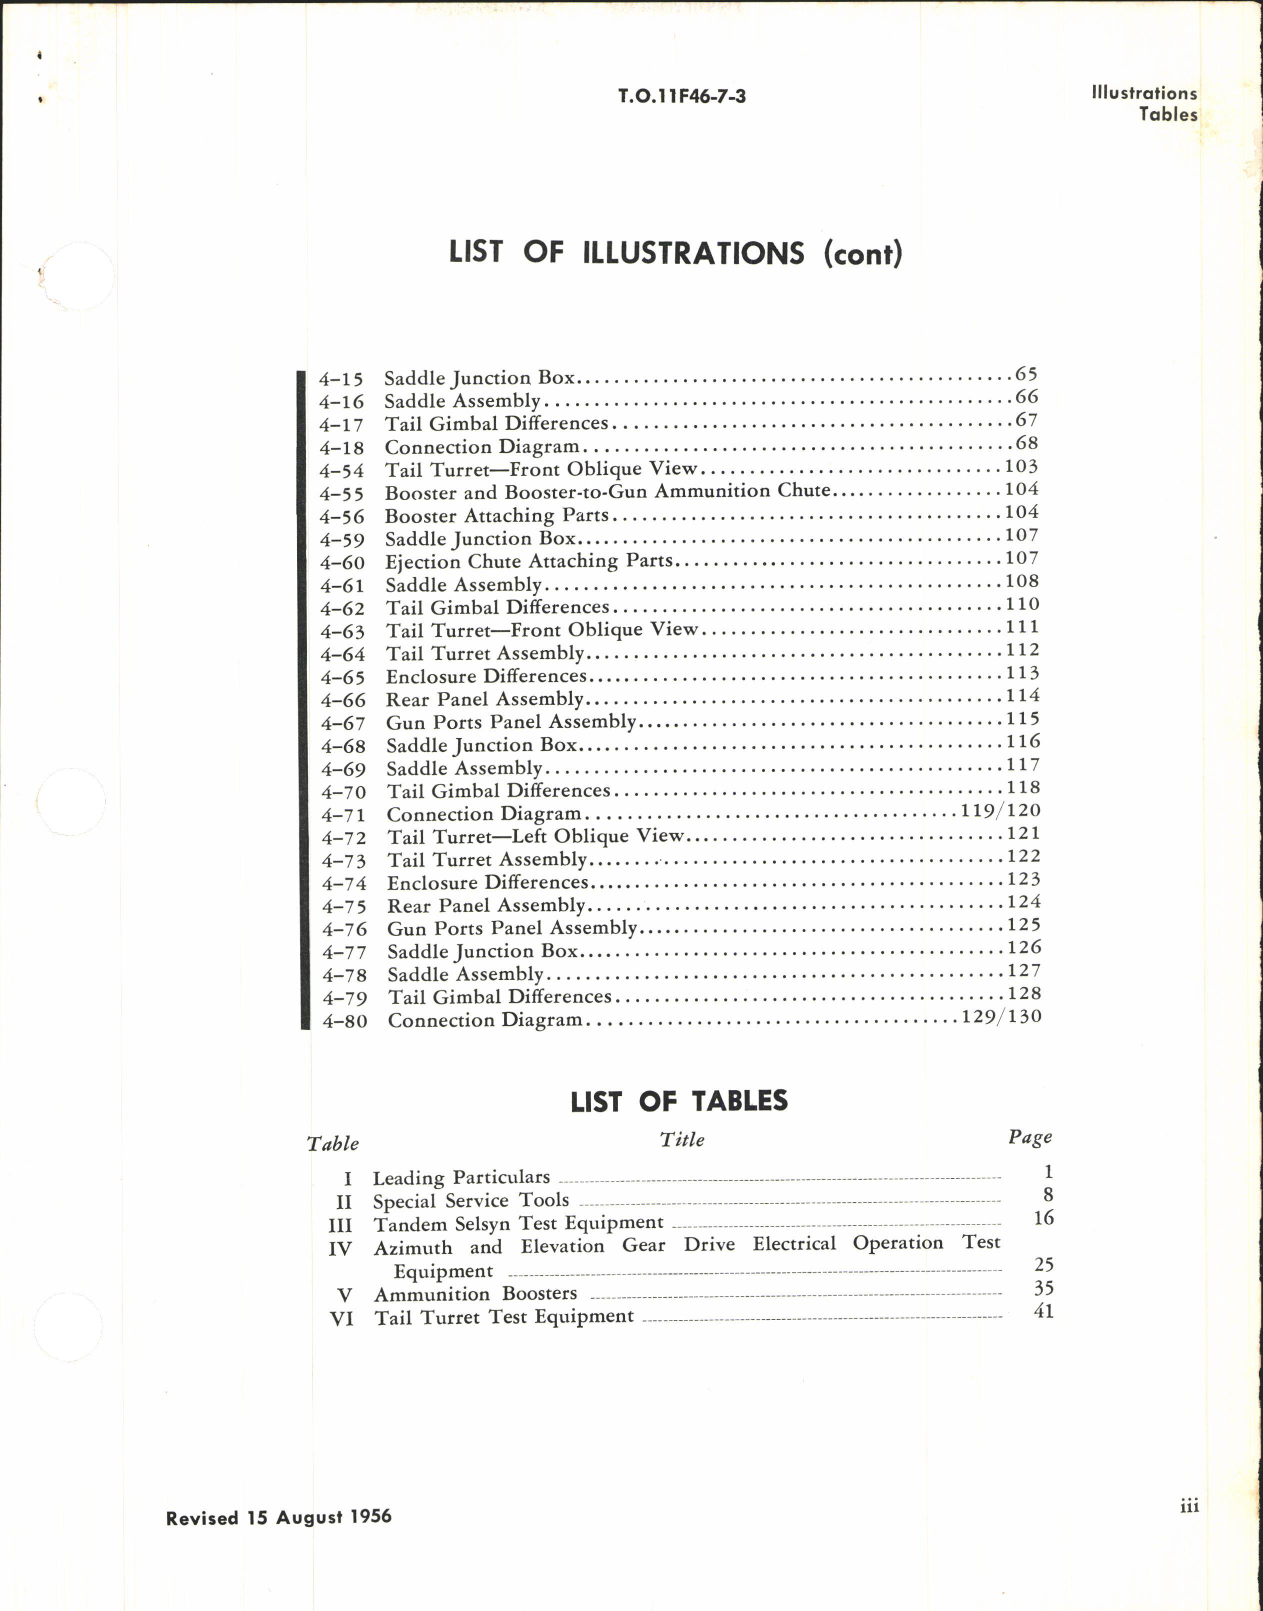 T.O.11F46-7-3
Illustrations
Tables
LIST OF ILLUSTRATIONS (cont)
4-15 Saddle Junction Box............................................65
4-16 Saddle Assembly...............................................66
4-17 Tail Gimbal Differences........................................67
4-18 Connection Diagram...........................................68
4-54 Tail Turret—Front Oblique View..............................103
4-55 Booster and Booster-to-Gun Ammunition Chute..................104
4-56 Booster Attaching Parts.......................................104
4-59 Saddle Junction Box...........................................107
4-60 Ejection Chute Attaching Parts.................................107
4-61 Saddle Assembly..............................................108
4-62 Tail Gimbal Differences.......................................110
4-63 Tail Turret—Front Oblique View..............................111
4-64 Tail Turret Assembly..........................................112
4-65 Enclosure Differences..........................................113
4-66 Rear Panel Assembly..........................................114
4-67 Gun Ports Panel Assembly.....................................115
4-68 Saddle Junction Box...........................................116
4-69 Saddle Assembly..............................................117
4-70 Tail Gimbal Differences.......................................118
4-71 Connection Diagram.....................................119/120
4-72 Tail Turret—Left Oblique View................................121
4-73 Tail Turret Assembly..........................................122
4-74 Enclosure Differences..........................................123
4-75 Rear Panel Assembly..........................................124
4-76 Gun Ports Panel Assembly.....................................125
4-77 Saddle Junction Box...........................................126
4-78 Saddle Assembly..............................................127
4-79 Tail Gimbal Differences.......................................128
4-80 Connection Diagram.....................................129/130
LIST OF TABLES
Table Title Page
I Leading Particulars 1
II Special Service Tools 8
III Tandem Selsyn Test Equipment 16
IV Azimuth and Elevation Gear Drive Electrical Operation Test
Equipment 25
V Ammunition Boosters 35
VI Tail Turret Test Equipment 41
Revised 15 August 1956
iii